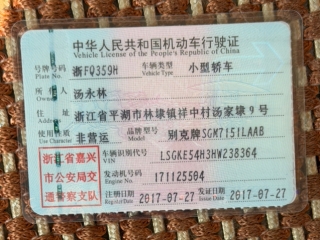 中华人民共和国机动车行驶证
Vehicle License of the People's Republic of China
号牌号码 浙FQ359H 车辆类型 小型轿车
Plate No. Vehicle Type
所有人 汤永林
住址 浙江省平湖市林埭镇祥中村汤家埭9号
Address
使用性质 非营运 品牌型号 别克牌SGM7151LAAB
Use Character Model
浙江省嘉兴
市公安局交
通警察支队
车辆识别代号 LSGKE54H3HW238364
VIN
发动机号码 171125504
Engine No.
注册日期 2017-07-27 发证日期 2017-07-27
Register Date Issue Date